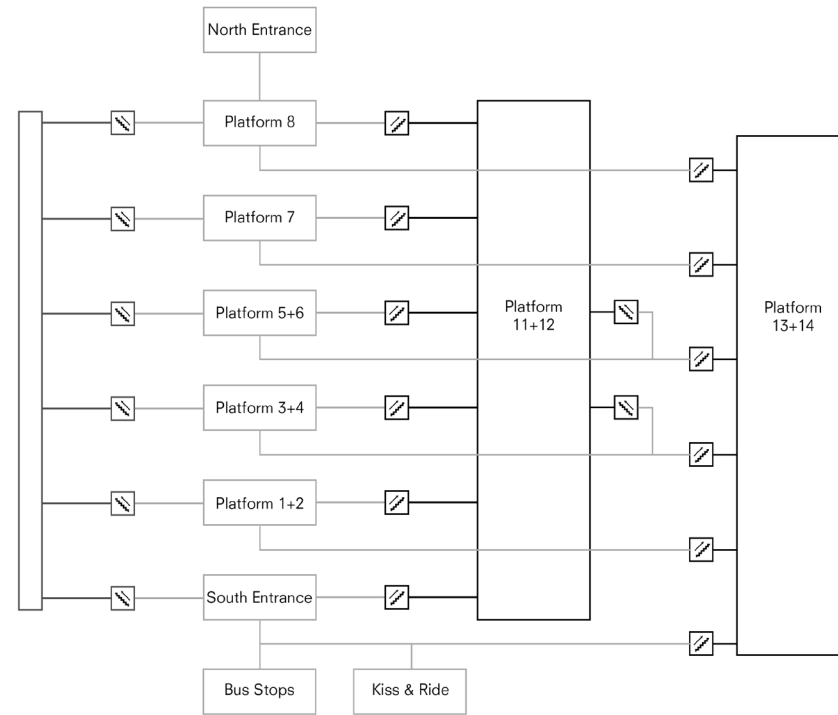 North Entrance
Platform 8
Platform 7
Platform 5+6
Platform
11+12
Platform
13+14
Platform 3+4
Platform 1+2
South Entrance
Bus Stops
Kiss & Ride